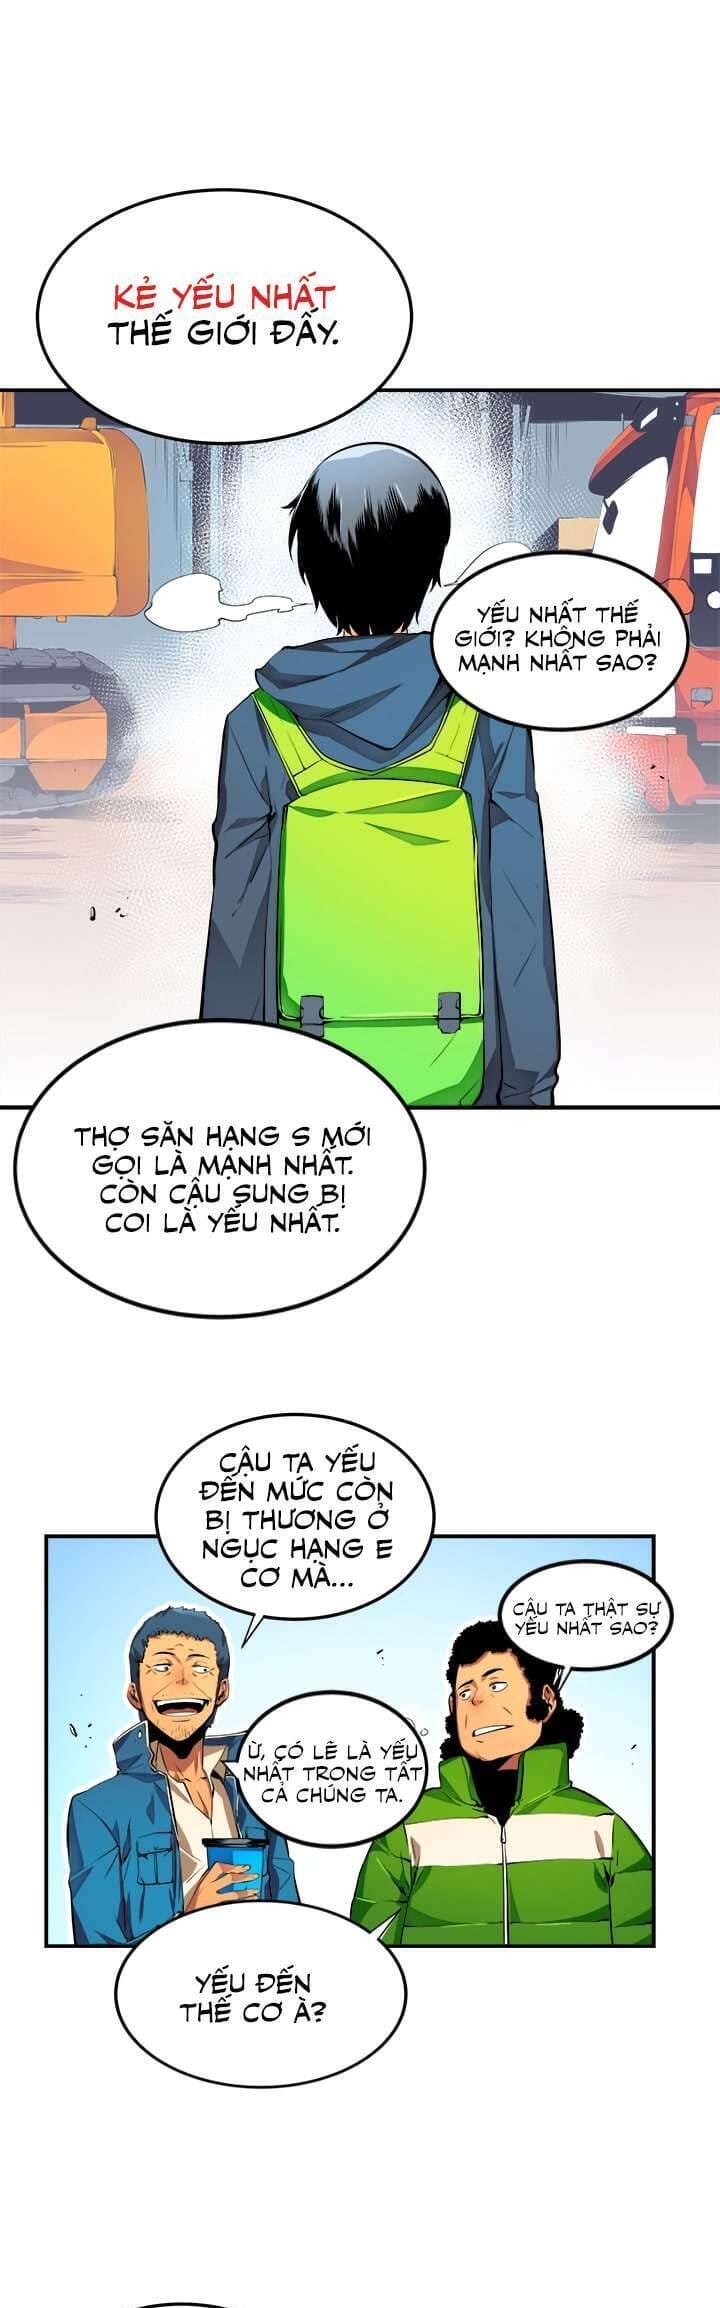 KẺ YẾU NHẤT
THẾ GIỚI ĐẤY.
YẾU NHẤT THẾ
GIỚI? KHÔNG PHẢI
MẠNH NHẤT SAO?
THỢ SĂN HẠNG S MỚI
GỌI LÀ MẠNH NHẤT.
CÒN CẬU SUNG BỊ
COI LÀ YẾU NHẤT.
CẬU TA YẾU
ĐẾN MỨC CÒN
BỊ THƯƠNG Ở
NGỤC HẠNG E
CƠ MÀ...
CẬU TA THẬT SỰ
YẾU NHẤT SAO?
Ừ, CÓ LẼ LÀ YẾU
NHẤT TRONG TẤT
CẢ CHÚNG TA.
YẾU ĐẾN
THẾ CƠ À?